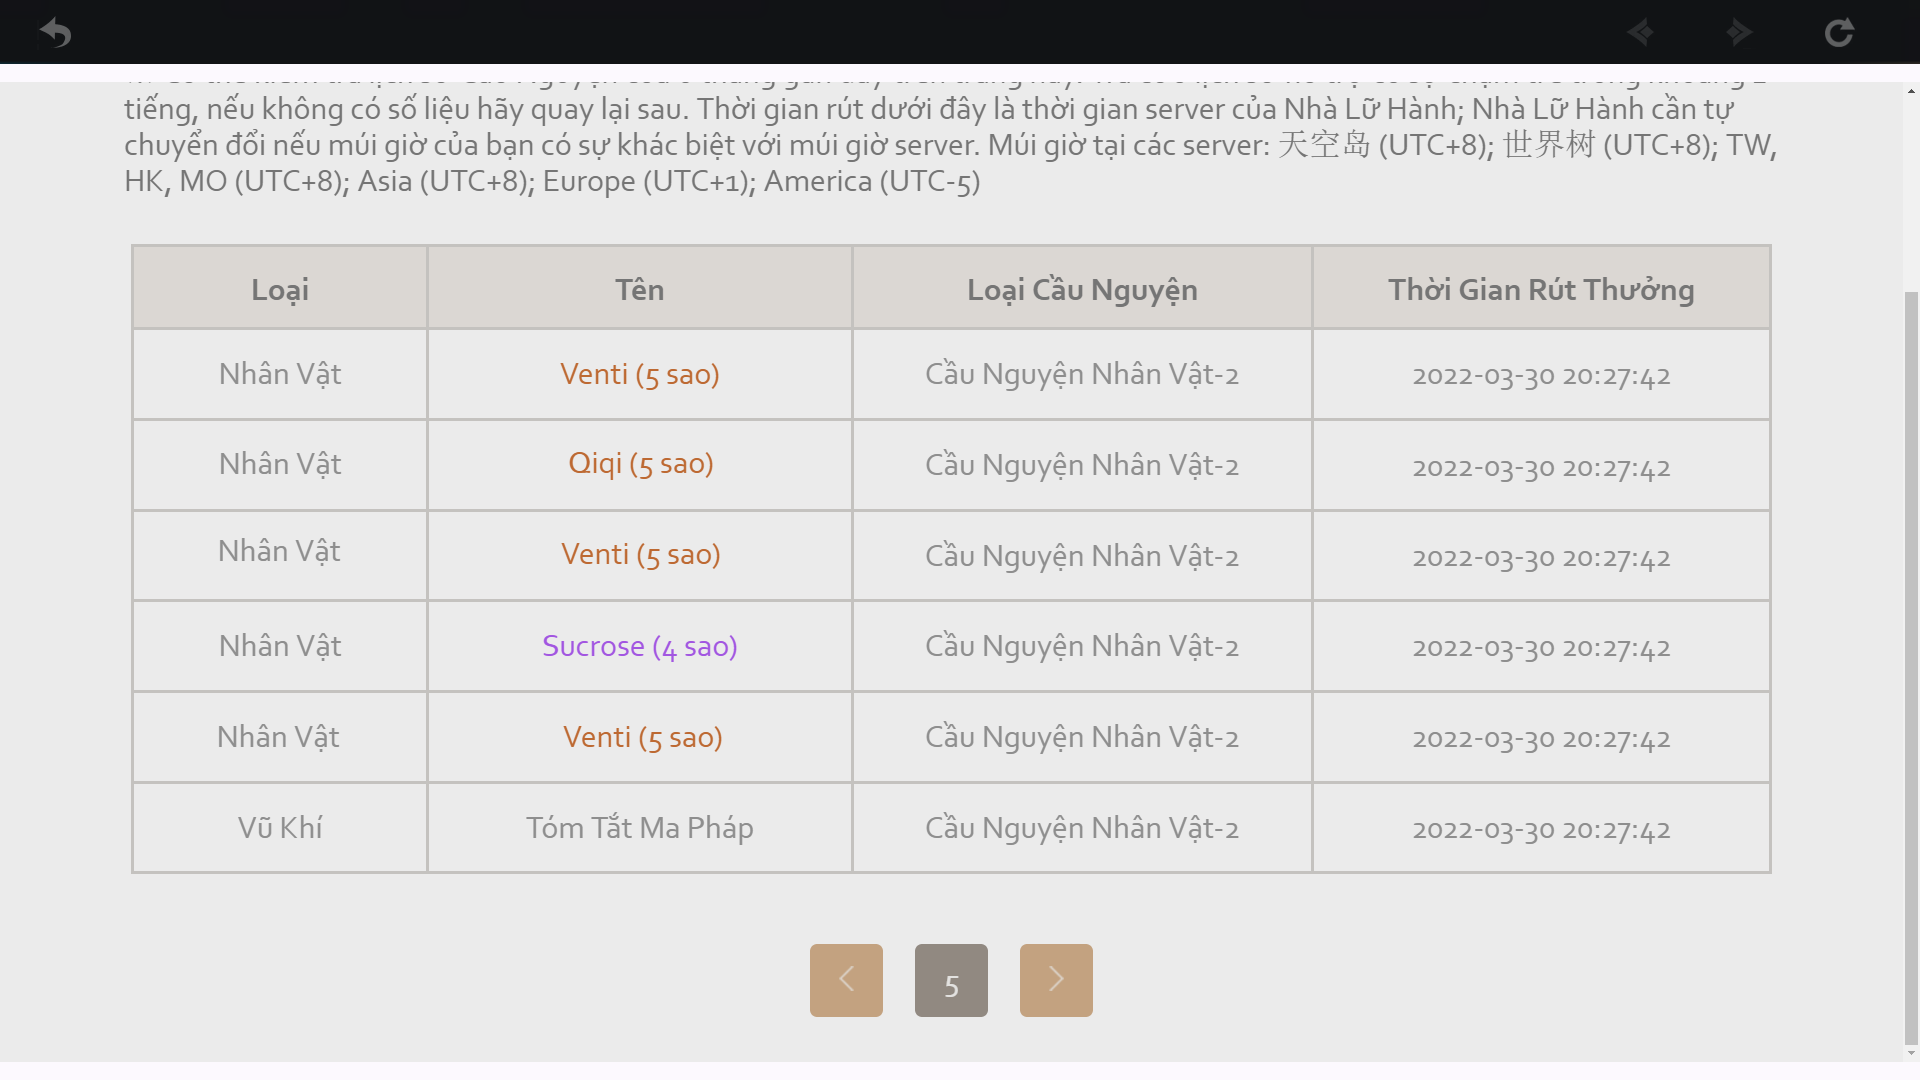 tiếng, nếu không có số liệu hãy quay lại sau. Thời gian rút dưới đây là thời gian server của Nhà Lữ Hành; Nhà Lữ Hành cần tự
chuyển đổi nếu múi giờ của bạn có sự khác biệt với múi giờ server. Múi giờ tại các server: 天空岛 (UTC+8); 世界树 (UTC+8); TW,
HK, MO (UTC+8); Asia (UTC+8); Europe (UTC+1); America (UTC-5)
Loại Tên Loại Cầu Nguyện Thời Gian Rút Thưởng
Nhân Vật Venti (5 sao) Cầu Nguyện Nhân Vật-2 2022-03-30 20:27:42
Nhân Vật Qiqi (5 sao) Cầu Nguyện Nhân Vật-2 2022-03-30 20:27:42
Nhân Vật Venti (5 sao) Cầu Nguyện Nhân Vật-2 2022-03-30 20:27:42
Nhân Vật Sucrose (4 sao) Cầu Nguyện Nhân Vật-2 2022-03-30 20:27:42
Nhân Vật Venti (5 sao) Cầu Nguyện Nhân Vật-2 2022-03-30 20:27:42
Vũ Khí Tóm Tắt Ma Pháp Cầu Nguyện Nhân Vật-2 2022-03-30 20:27:42
5